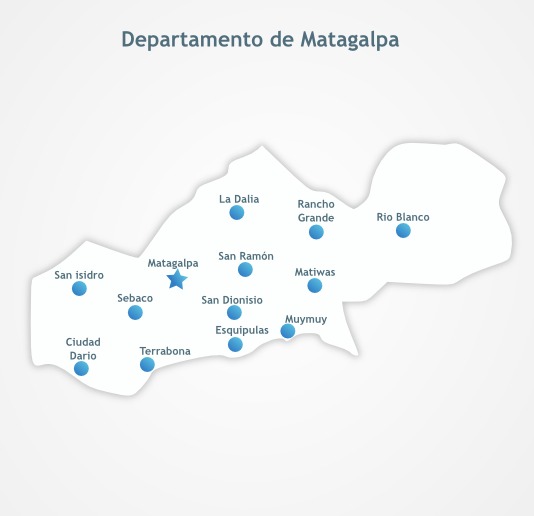 Departamento de Matagalpa
La Dalia
Rancho
Grande
Rio Blanco
San Ramón
Matagalpa
San isidro
Matiwas
Sebaco
San Dionisio
Muymuy
Esquipulas
Ciudad
Dario
Terrabona